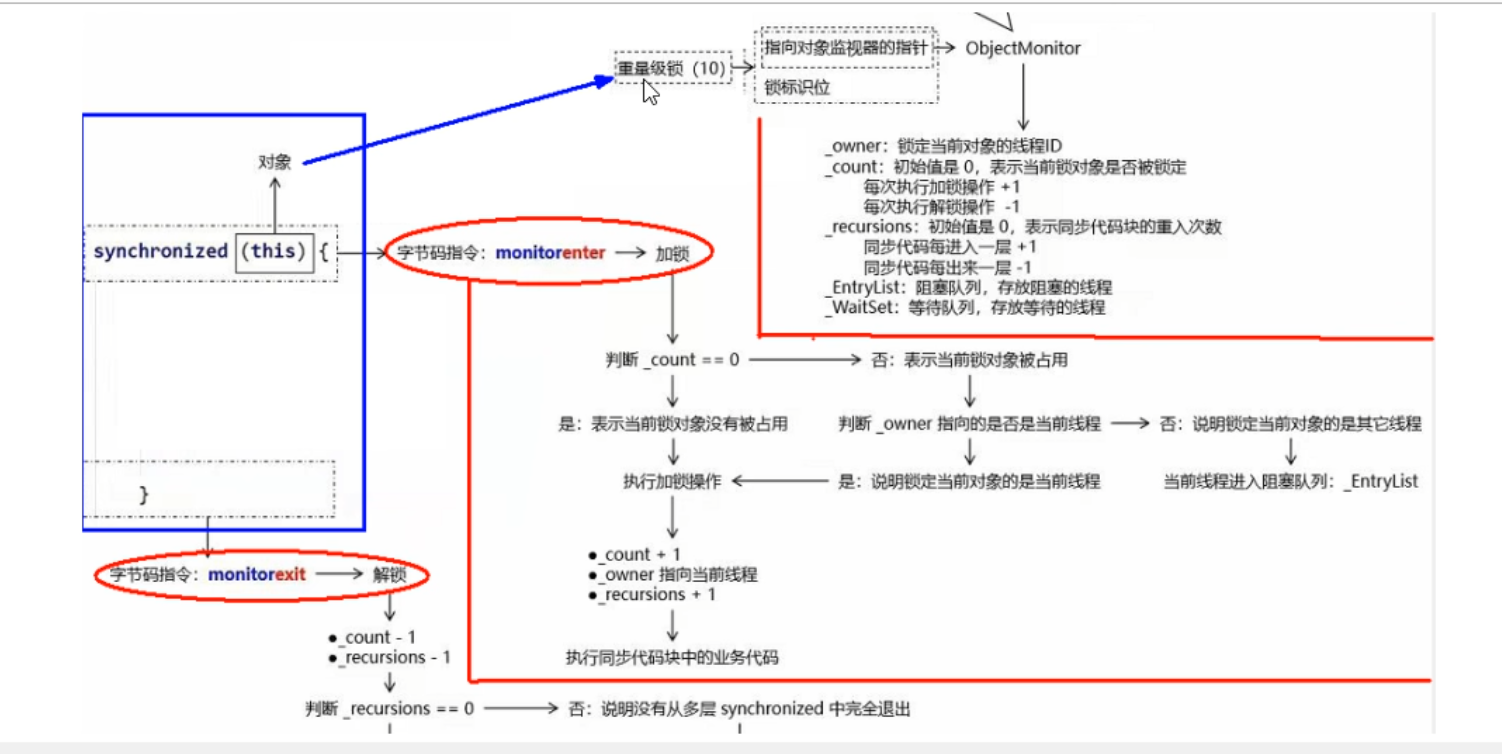 指向对象监视器的指针
ObjectMonitor
重量级锁（10）
锁标识位
_owner：锁定当前对象的线程ID
_count：初始值是 0，表示当前锁对象是否被锁定
每次执行加锁操作 +1
每次执行解锁操作 -1
_recursions：初始值是 0，表示同步代码块的重入次数
同步代码每进入一层 +1
同步代码每出来一层 -1
_EntryList：阻塞队列，存放阻塞的线程
_WaitSet：等待队列，存放等待的线程
对象
synchronized (this) {
字节码指令：monitorenter 加锁
判断 _count == 0
否：表示当前锁对象被占用
是：表示当前锁对象没有被占用
判断 _owner 指向的是否是当前线程
否：说明锁定当前对象的是其它线程
执行加锁操作
是：说明锁定当前对象的是当前线程
当前线程进入阻塞队列：_EntryList
}
●_count + 1
●_owner 指向当前线程
●_recursions + 1
执行同步代码块中的业务代码
字节码指令：monitorexit 解锁
●_count - 1
●_recursions - 1
判断 _recursions == 0
否：说明没有从多层 synchronized 中完全退出